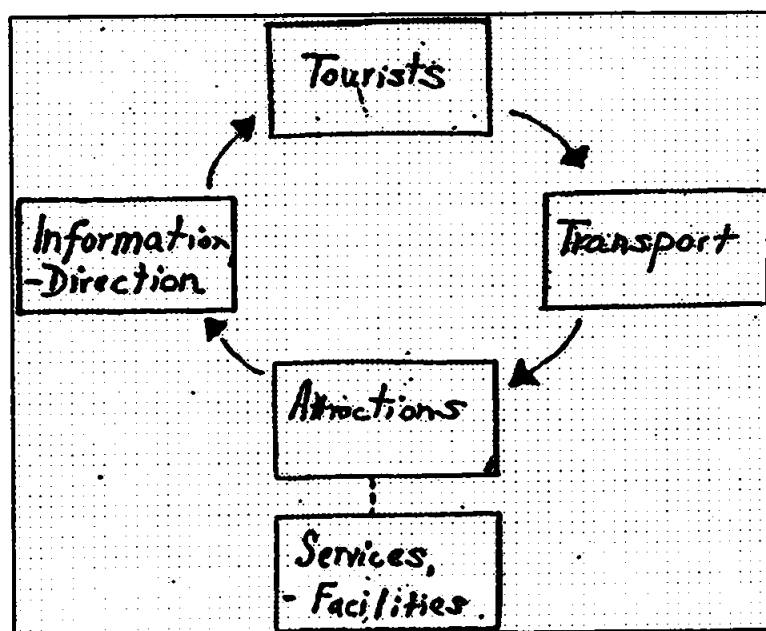 Tourists
Information
-Direction
Transport
Attractions
Services,
- Facilities.